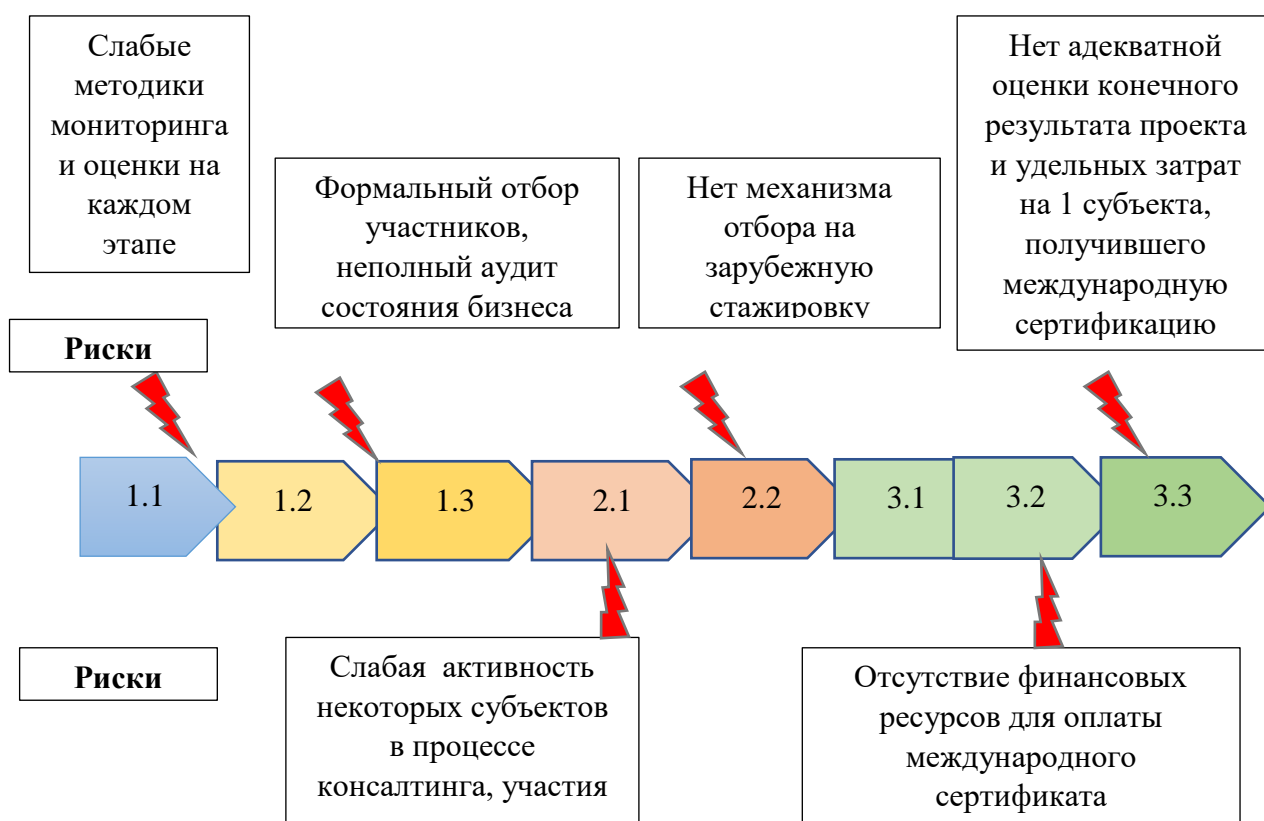 Слабые
методики
мониторинга
и оценки на
каждом
этапе
Формальный отбор
участников,
неполный аудит
состояния бизнеса
Нет механизма
отбора на
зарубежную
стажировку
Нет адекватной
оценки конечного
результата проекта
и удельных затрат
на 1 субъекта,
получившего
международную
сертификацию
Риски
1.1
1.2
1.3
2.1
2.2
3.1
3.2
3.3
Риски
Слабая активность
некоторых субъектов
в процессе
консалтинга, участия
Отсутствие финансовых
ресурсов для оплаты
международного
сертификата